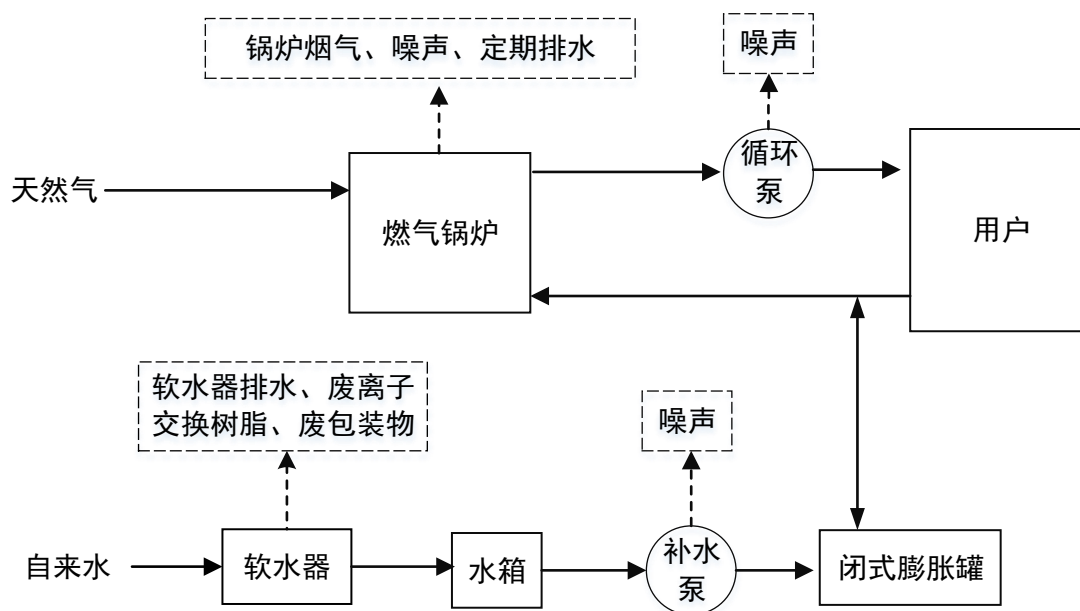 锅炉烟气、噪声、定期排水
噪声
循环
泵
天然气
燃气锅炉
用户
软水器排水、废离子
交换树脂、废包装物
噪声
自来水
软水器
水箱
补水
泵
闭式膨胀罐